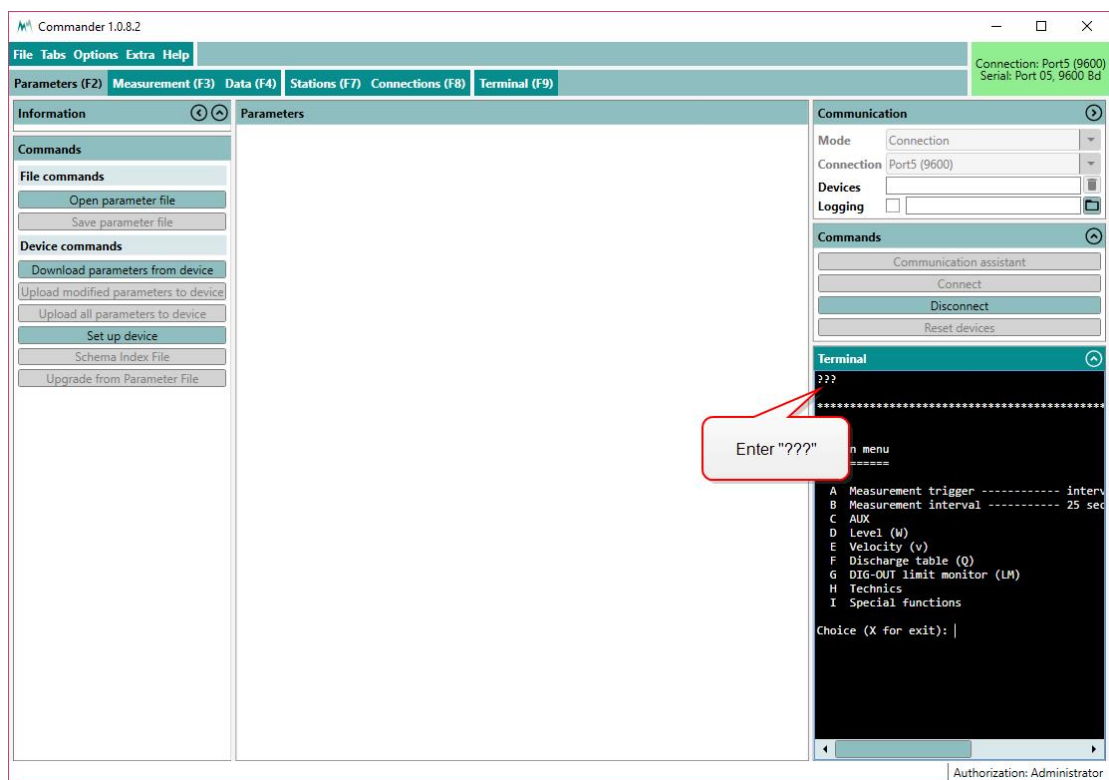 Commander 1.0.8.2
File Tabs Options Extra Help
Connection: Port5 (9600)
Serial: Port 05, 9600 Bd
Parameters (F2) Measurement (F3) Data (F4) Stations (F7) Connections (F8) Terminal (F9)
Information
Commands
File commands
Open parameter file
Save parameter file
Device commands
Download parameters from device
Upload modified parameters to device
Upload all parameters to device
Set up device
Schema Index File
Upgrade from Parameter File
Parameters
Communication
Mode Connection
Connection Port5 (9600)
Devices
Logging
Commands
Communication assistant
Connect
Disconnect
Reset devices
Terminal
???
********************************************
Enter "???"
n menu
======
A Measurement trigger ------------ interv
B Measurement interval ----------- 25 sec
C AUX
D Level (W)
E Velocity (v)
F Discharge table (Q)
G DIG-OUT limit monitor (LM)
H Technics
I Special functions
Choice (X for exit): |
Authorization: Administrator